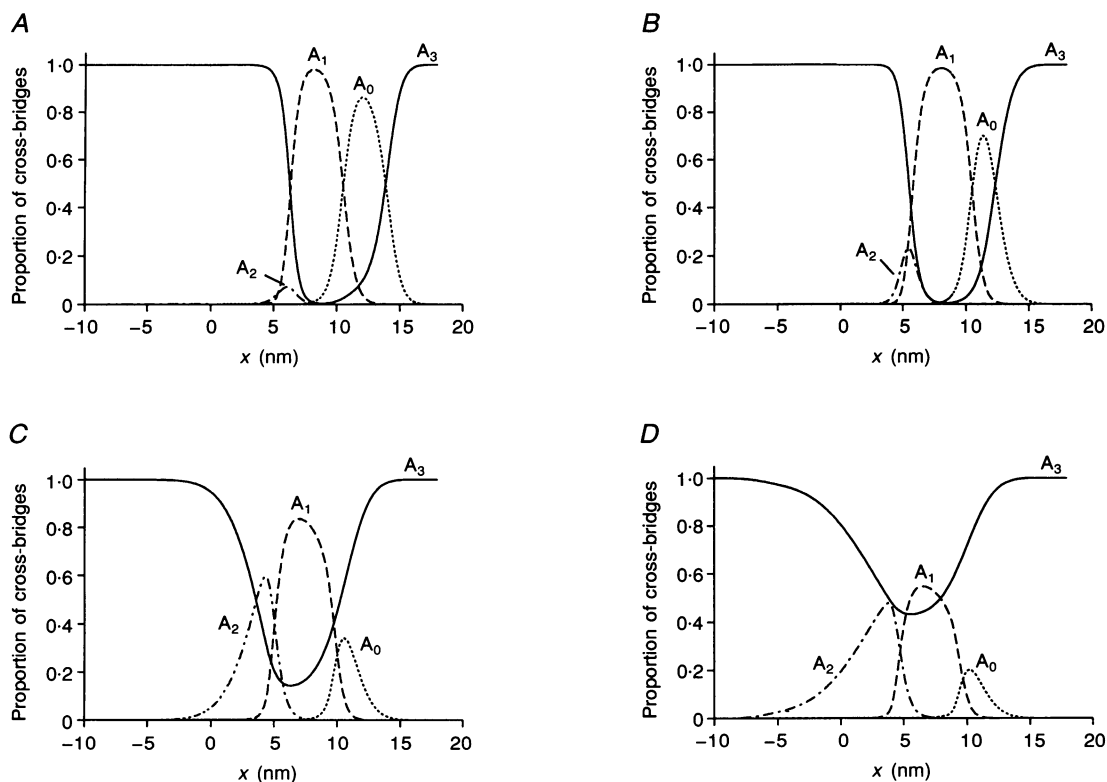 A
Proportion of cross-bridges
1·0
0·8
0·6
0·4
0·2
0
A₁
A₀
A₃
A₂
−10 −5 0 5 10 15 20
x (nm)
B
Proportion of cross-bridges
1·0
0·8
0·6
0·4
0·2
0
A₁
A₀
A₃
A₂
−10 −5 0 5 10 15 20
x (nm)
C
Proportion of cross-bridges
1·0
0·8
0·6
0·4
0·2
0
A₃
A₁
A₂
A₀
−10 −5 0 5 10 15 20
x (nm)
D
Proportion of cross-bridges
1·0
0·8
0·6
0·4
0·2
0
A₃
A₁
A₂
A₀
−10 −5 0 5 10 15 20
x (nm)